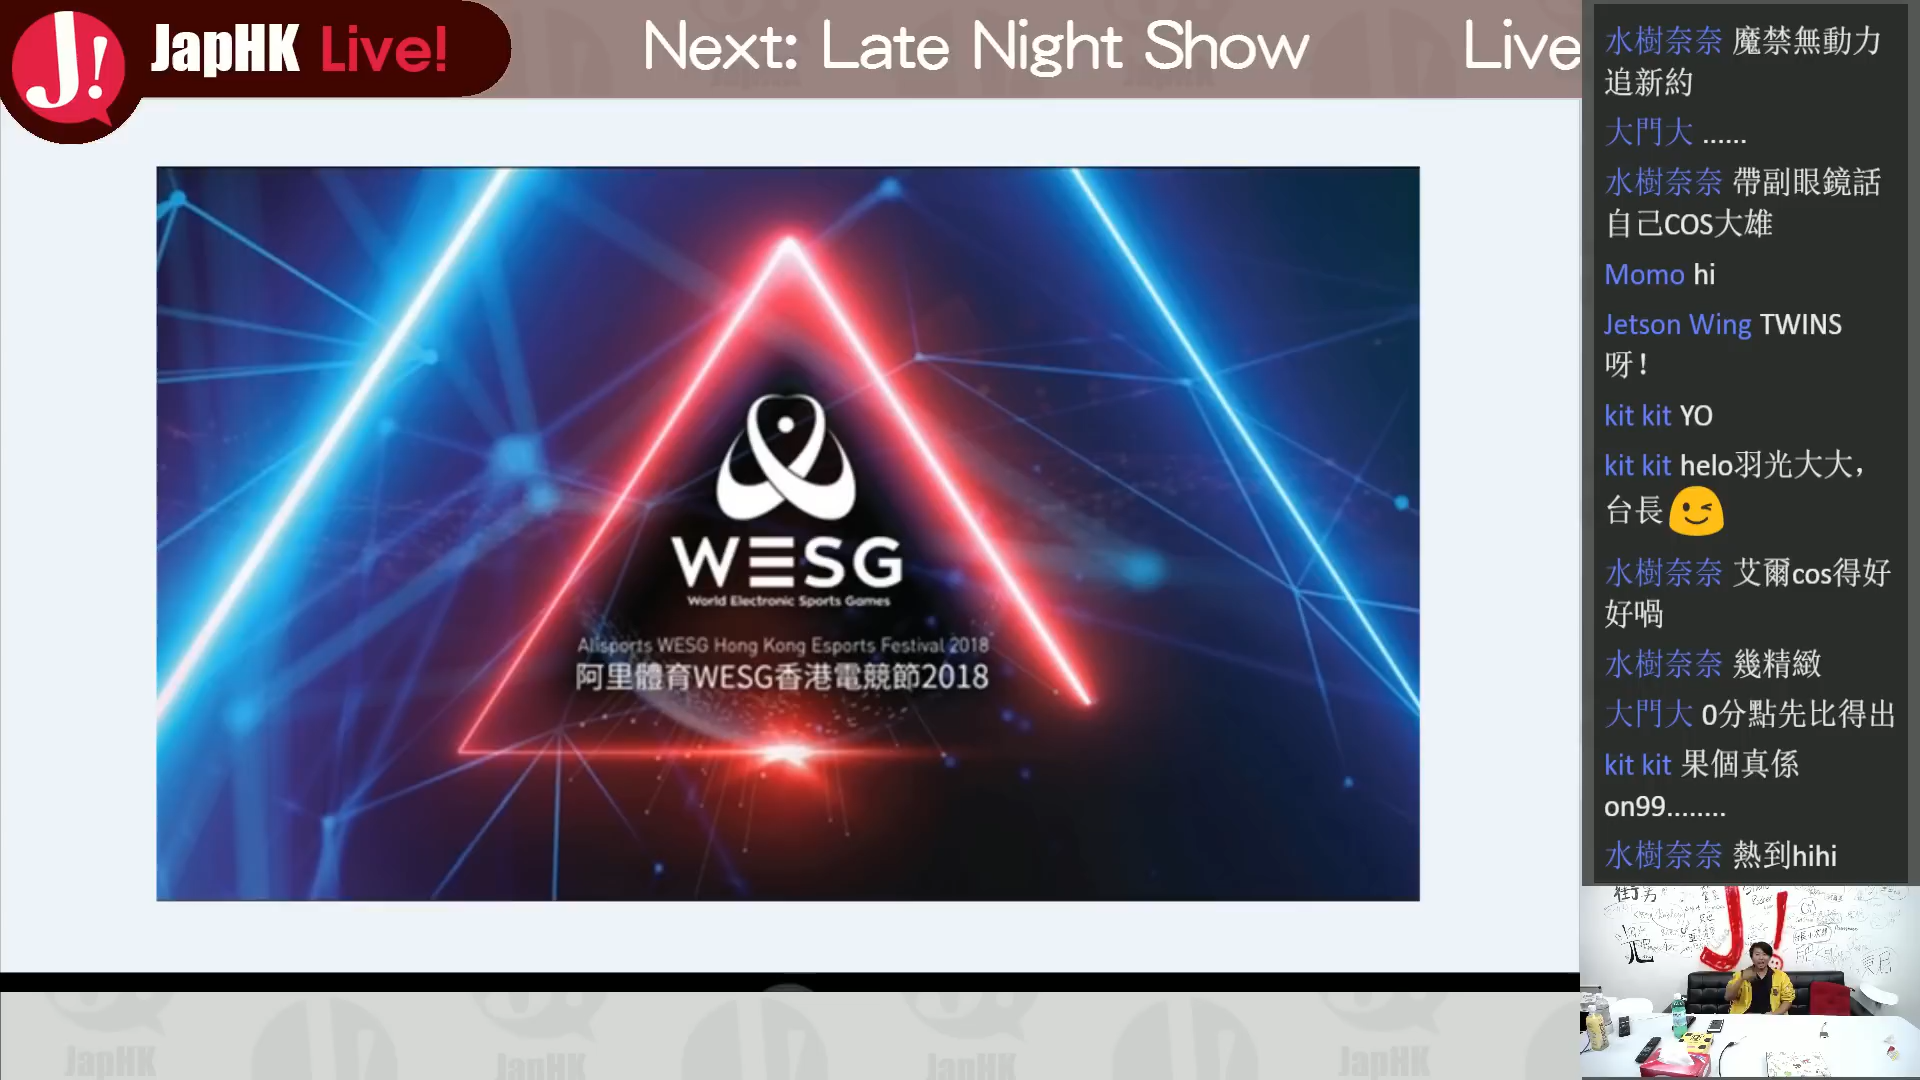 J!
JapHK Live!
Next: Late Night Show
Live
WESG
World Electronic Sports Games
Alisports WESG Hong Kong Esports Festival 2018
阿里體育WESG香港電競節2018
水樹奈奈 魔禁無動力
追新約
大門大 ......
水樹奈奈 帶副眼鏡話
自己COS大雄
Momo hi
Jetson Wing TWINS
呀！
kit kit YO
kit kit helo羽光大大，
台長
水樹奈奈 艾爾cos得好
好喎
水樹奈奈 幾精緻
大門大 0分點先比得出
kit kit 果個真係
on99........
水樹奈奈 熱到hihi
J!
JapHK
JapHK
JapHK
JapHK